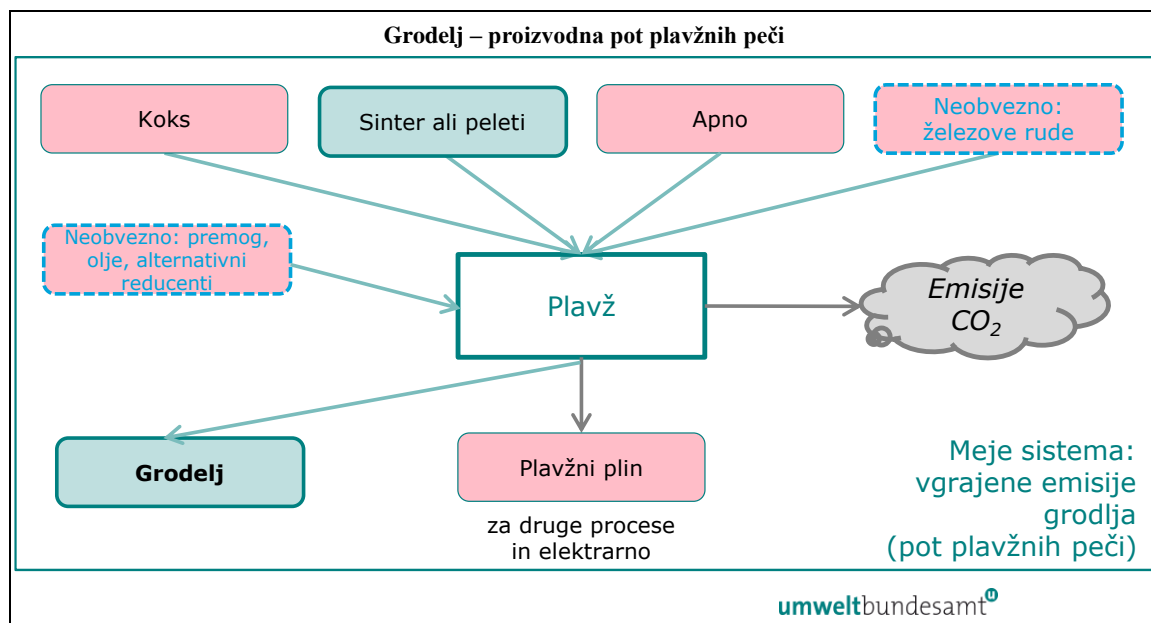 Grodelj – proizvodna pot plavžnih peči
Koks
Sinter ali peleti
Apno
Neobvezno:
železove rude
Neobvezno: premog,
olje, alternativni
reducenti
Plavž
Emisije
CO₂
Grodelj
Plavžni plin
za druge procese
in elektrarno
Meje sistema:
vgrajene emisije
grodlja
(pot plavžnih peči)
umweltbundesamt
u